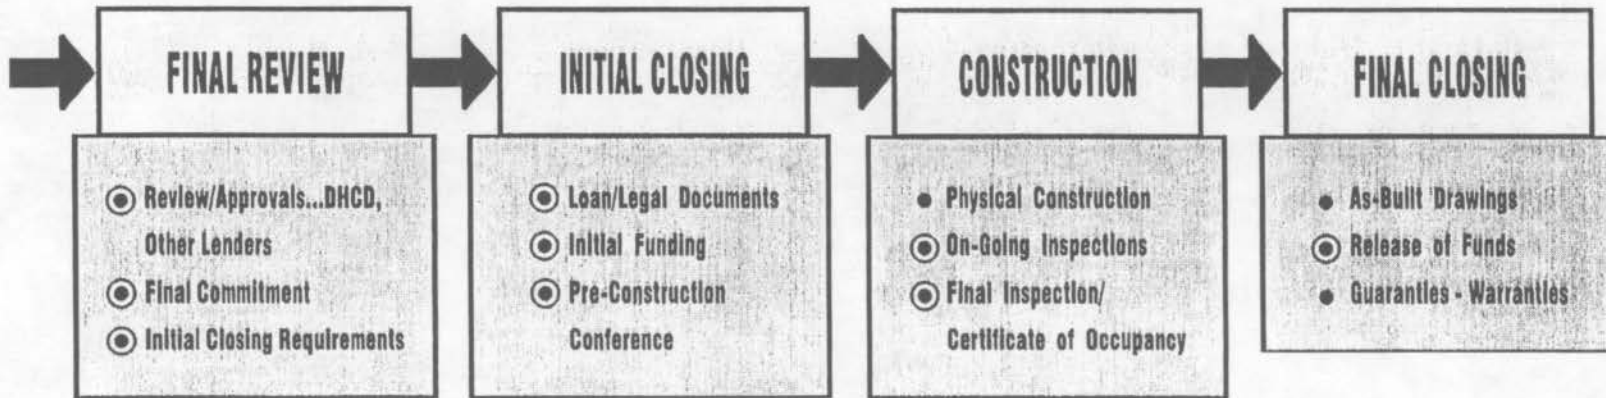 FINAL REVIEW
Review/Approvals...DHCD,
Other Lenders
Final Commitment
Initial Closing Requirements
INITIAL CLOSING
Loan/Legal Documents
Initial Funding
Pre-Construction
Conference
CONSTRUCTION
Physical Construction
On-Going Inspections
Final Inspection/
Certificate of Occupancy
FINAL CLOSING
As-Built Drawings
Release of Funds
Guaranties - Warranties